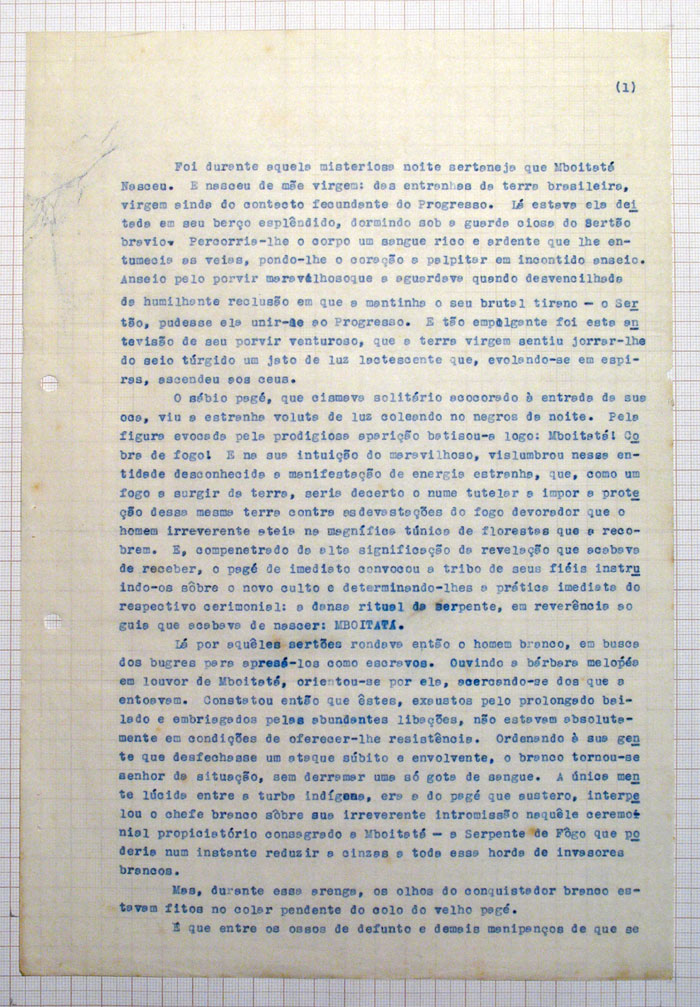 (1)
Foi durante aquela misteriosa noite sertaneja que Mboitatá
Nasceu. E nasceu de mãe virgem: das entranhas da terra brasileira,
virgem ainda do contacto fecundante do Progresso. Lá estava ela dei
tada em seu berço esplêndido, dormindo sob a guarda ciosa do Sertão
bravio. Percorria-lhe o corpo um sangue rico e ardente que lhe en-
tumecia as veias, pondo-lhe o coração a palpitar em incontido anseio.
Anseio pelo porvir maravilhosoque a aguardava quando desvencilhada
da humilhante reclusão em que a mantinha o seu brutal tirano - o Ser
tão, pudesse ela unir-se ao Progresso. E tão empolgante foi esta an
tevisão de seu porvir venturoso, que a terra virgem sentiu jorrar-lhe
do seio túrgido um jato de luz lactescente que, evolando-se em espi-
ras, ascendeu aos ceus.
O sábio pagé, que cismava solitário acocorado à entrada da sua
oca, viu a estranha voluta de luz coleando no negros da noite. Pela
figura evocada pela prodigiosa aparição batisou-a logo: Mboitatá! Co
bra de fogo! E na sua intuição do maravilhoso, vislumbrou nessa en-
tidade desconhecida a manifestação de energia estranha, que, como um
fogo a surgir da terra, seria decerto o nume tutelar a impor a prote
ção dessa mesma terra contra asdevastações do fogo devorador que o
homem irreverente ateia na magnífica túnica de florestas que a reco-
brem. E, compenetrado da alta significação da revelação que acabava
de receber, o pagé de imediato convocou a tribo de seus fiéis instru
indo-os sôbre o novo culto e determinando-lhes a prática imediata do
respectivo cerimonial: a dansa ritual da serpente, em reverência ao
guia que acabava de nascer: MBOITATÁ.
Lá por aquêles sertões rondava então o homem branco, em busca
dos bugres para apresá-los como escravos. Ouvindo a bárbara melopéa
em louvor de Mboitatá, orientou-se por ela, acercando-se dos que a
entoavam. Constatou então que êstes, exaustos pelo prolongado bai-
lado e embriagados pelas abundantes libações, não estavam absoluta-
mente em condições de oferecer-lhe resistência. Ordenando à sua gen
te que desfechasse um ataque súbito e envolvente, o branco tornou-se
senhor da situação, sem derramar uma só gota de sangue. A única men
te lúcida entre a turba indígena, era a do pagé que austero, interpe
lou o chefe branco sôbre sua irreverente intromissão naquêle ceremo-
nial propiciatório consagrado a Mboitatá - a Serpente de Fôgo que po
deria num instante reduzir a cinzas a toda essa horda de invasores
brancos.
Mas, durante essa arenga, os olhos do conquistador branco es-
tavam fitos no colar pendente do colo do velho pagé.
É que entre os ossos de defunto e demais manipanços de que se